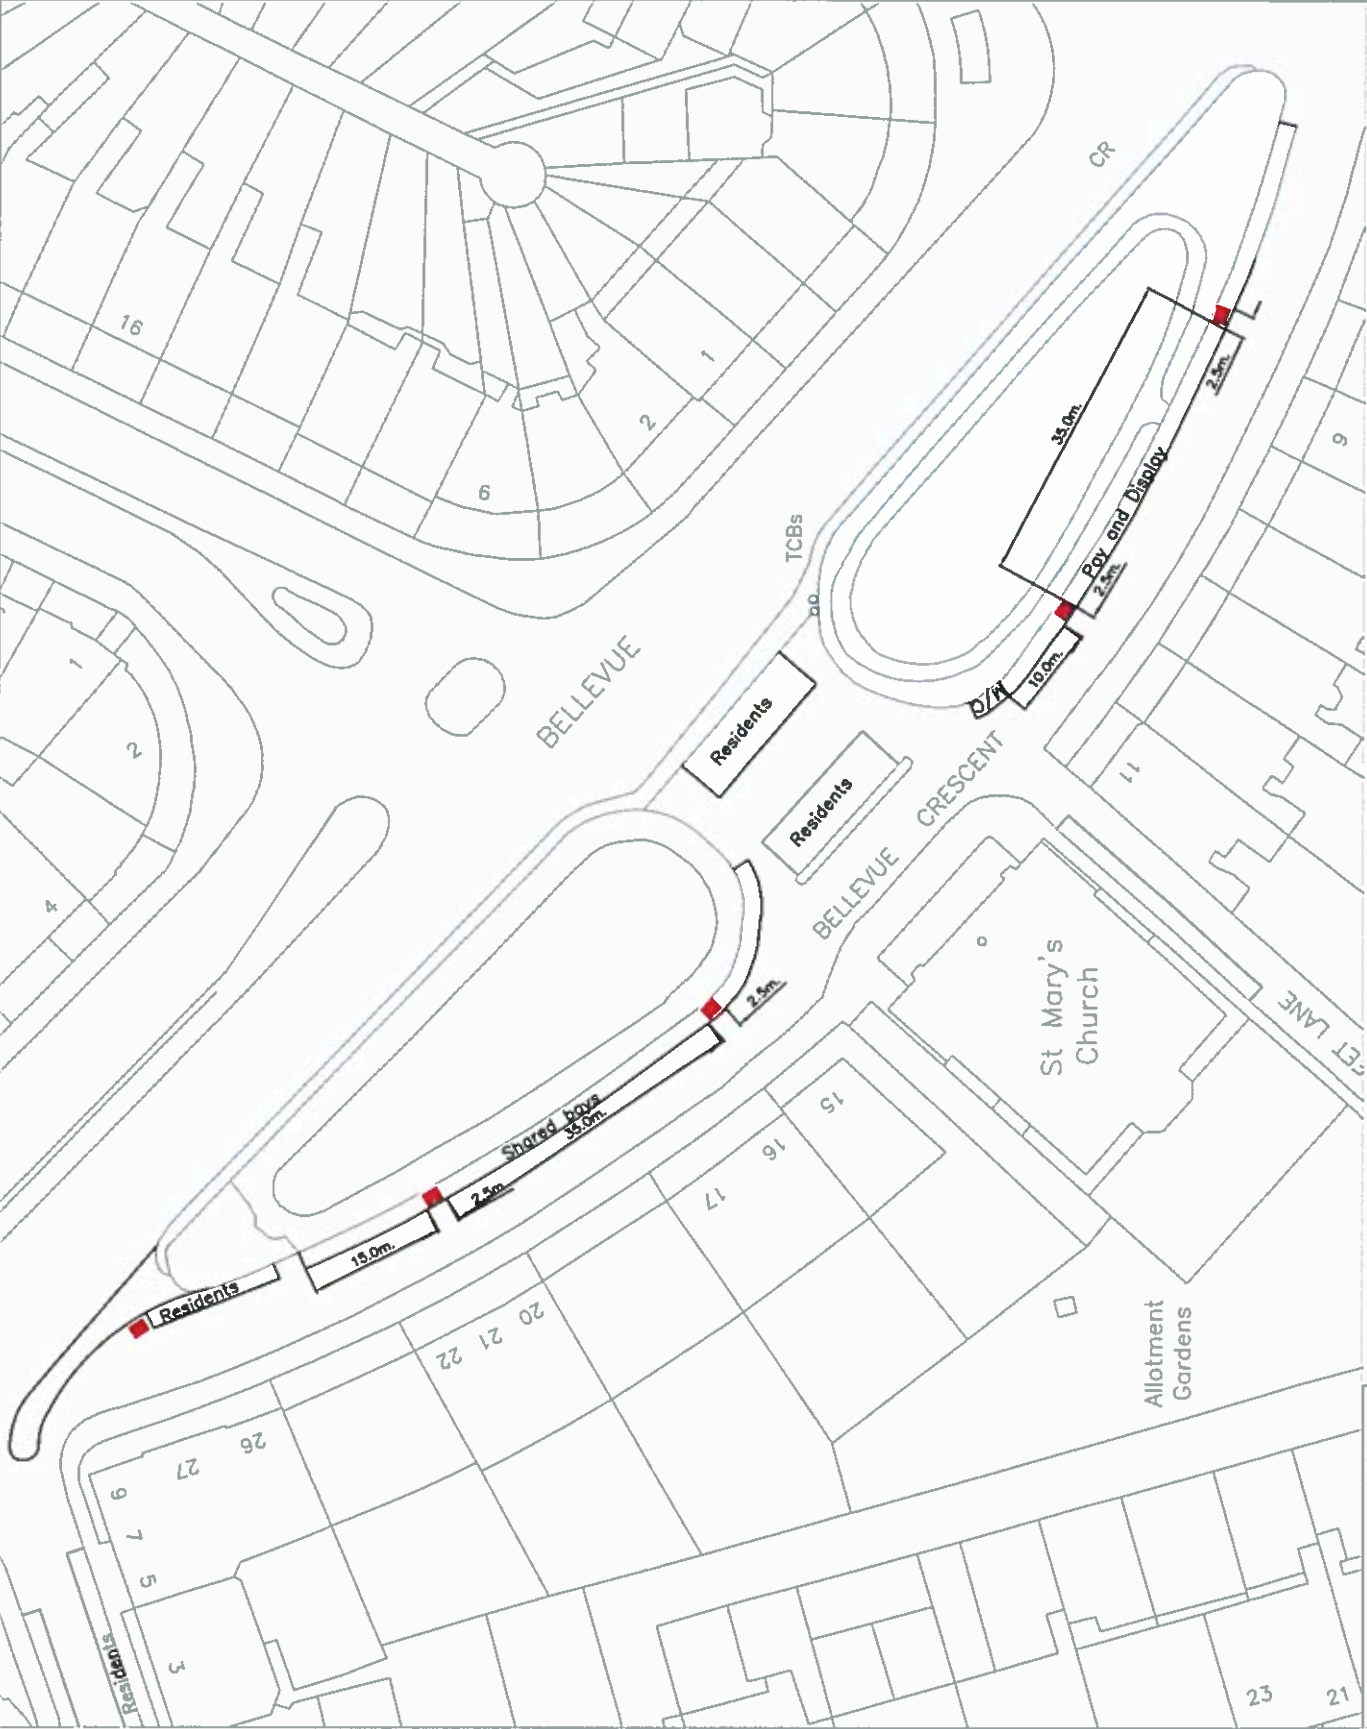 CR
16
1
2
6
9
35.0m.
2.5m.
Pay and Display
2.5m.
TCBs
10.0m.
M/C
BELLEVUE
Residents
Residents
CRESCENT
BELLEVUE
11
1
2
4
St Mary's
Church
2.5m.
LANE
Shared bays
35.0m.
2.5m.
15.0m.
Residents
15
16
17
20
21
22
26
27
9
7
5
3
Residents
Allotment
Gardens
23
21